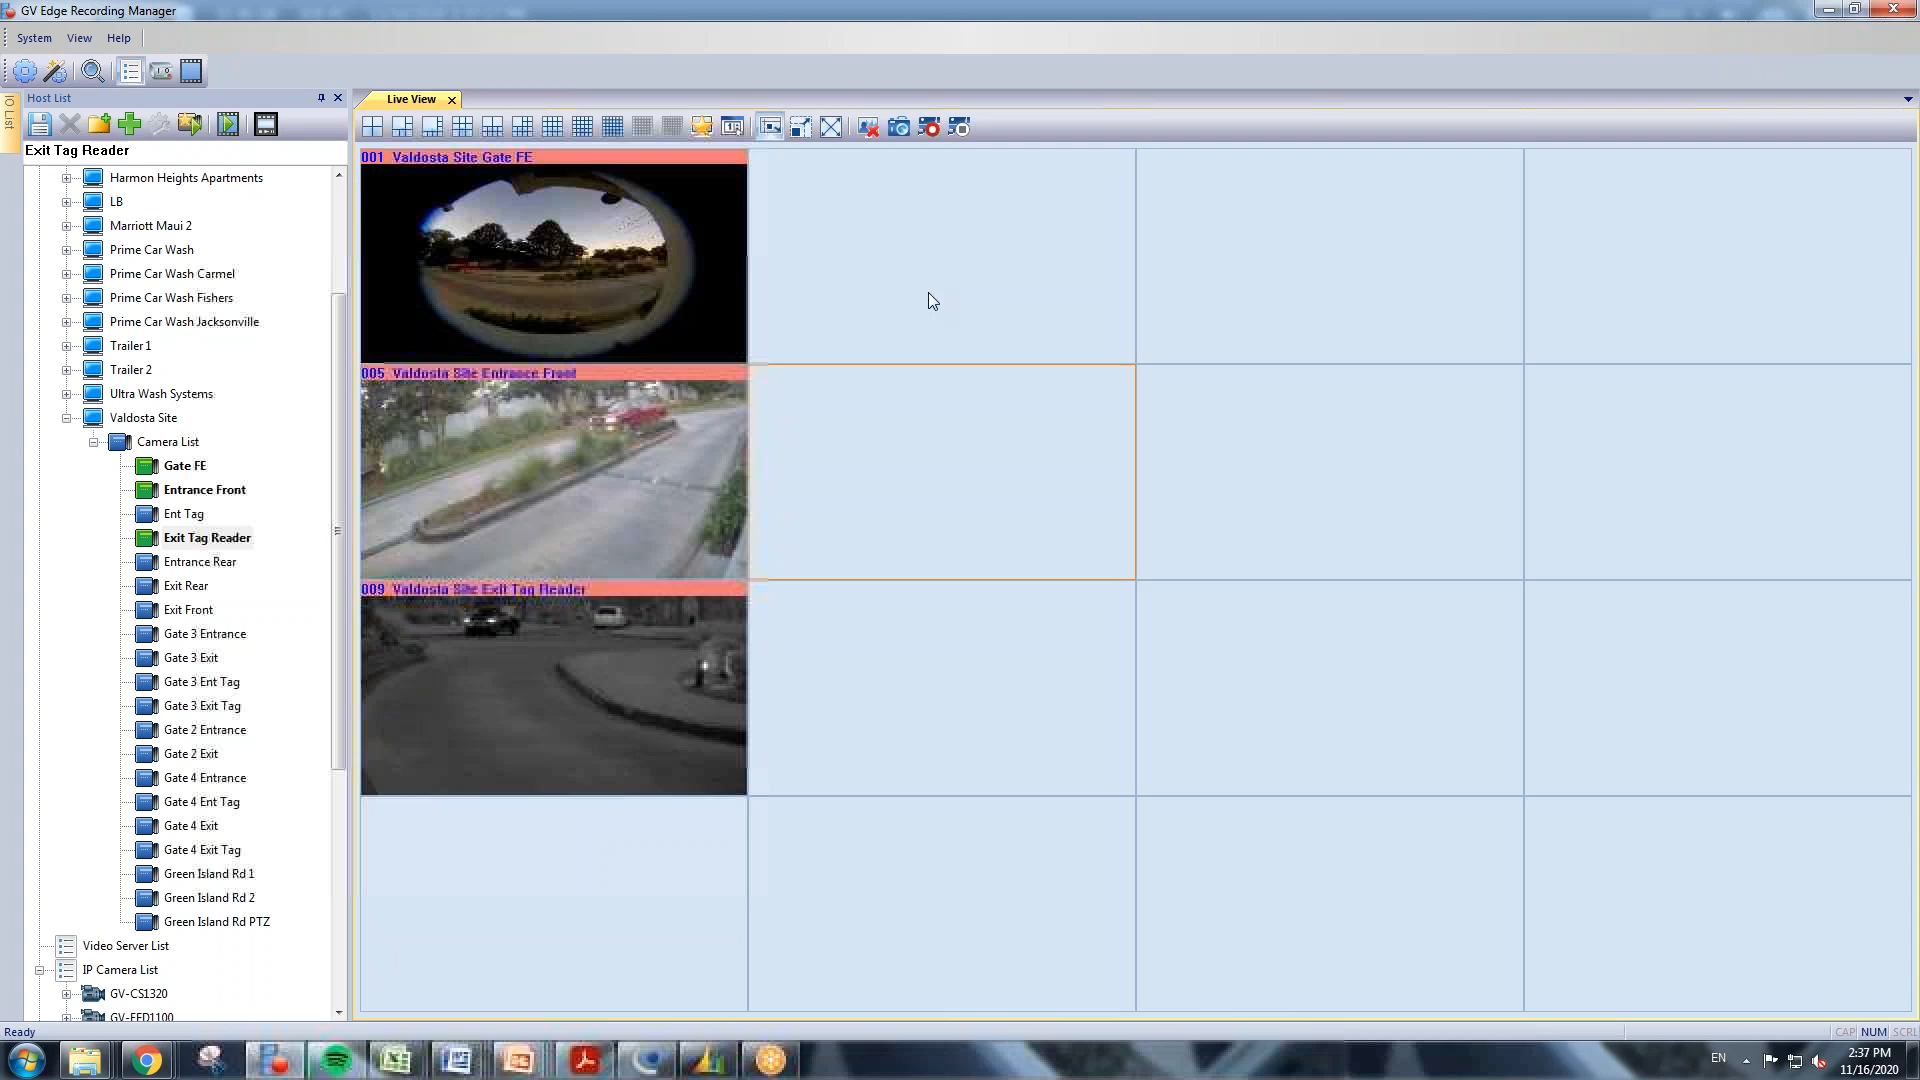 GV Edge Recording Manager
System View Help
IO List
Host List
Live View
Exit Tag Reader
Harmon Heights Apartments
LB
Marriott Maui 2
Prime Car Wash
Prime Car Wash Carmel
Prime Car Wash Fishers
Prime Car Wash Jacksonville
Trailer 1
Trailer 2
Ultra Wash Systems
Valdosta Site
Camera List
Gate FE
Entrance Front
Ent Tag
Exit Tag Reader
Entrance Rear
Exit Rear
Exit Front
Gate 3 Entrance
Gate 3 Exit
Gate 3 Ent Tag
Gate 3 Exit Tag
Gate 2 Entrance
Gate 2 Exit
Gate 4 Entrance
Gate 4 Ent Tag
Gate 4 Exit
Gate 4 Exit Tag
Green Island Rd 1
Green Island Rd 2
Green Island Rd PTZ
Video Server List
IP Camera List
GV-CS1320
GV-EFD1100
001 Valdosta Site Gate FE
005 Valdosta Site Entrance Front
009 Valdosta Site Exit Tag Reader
Ready
CAP NUM SCRL
EN
2:37 PM
11/16/2020